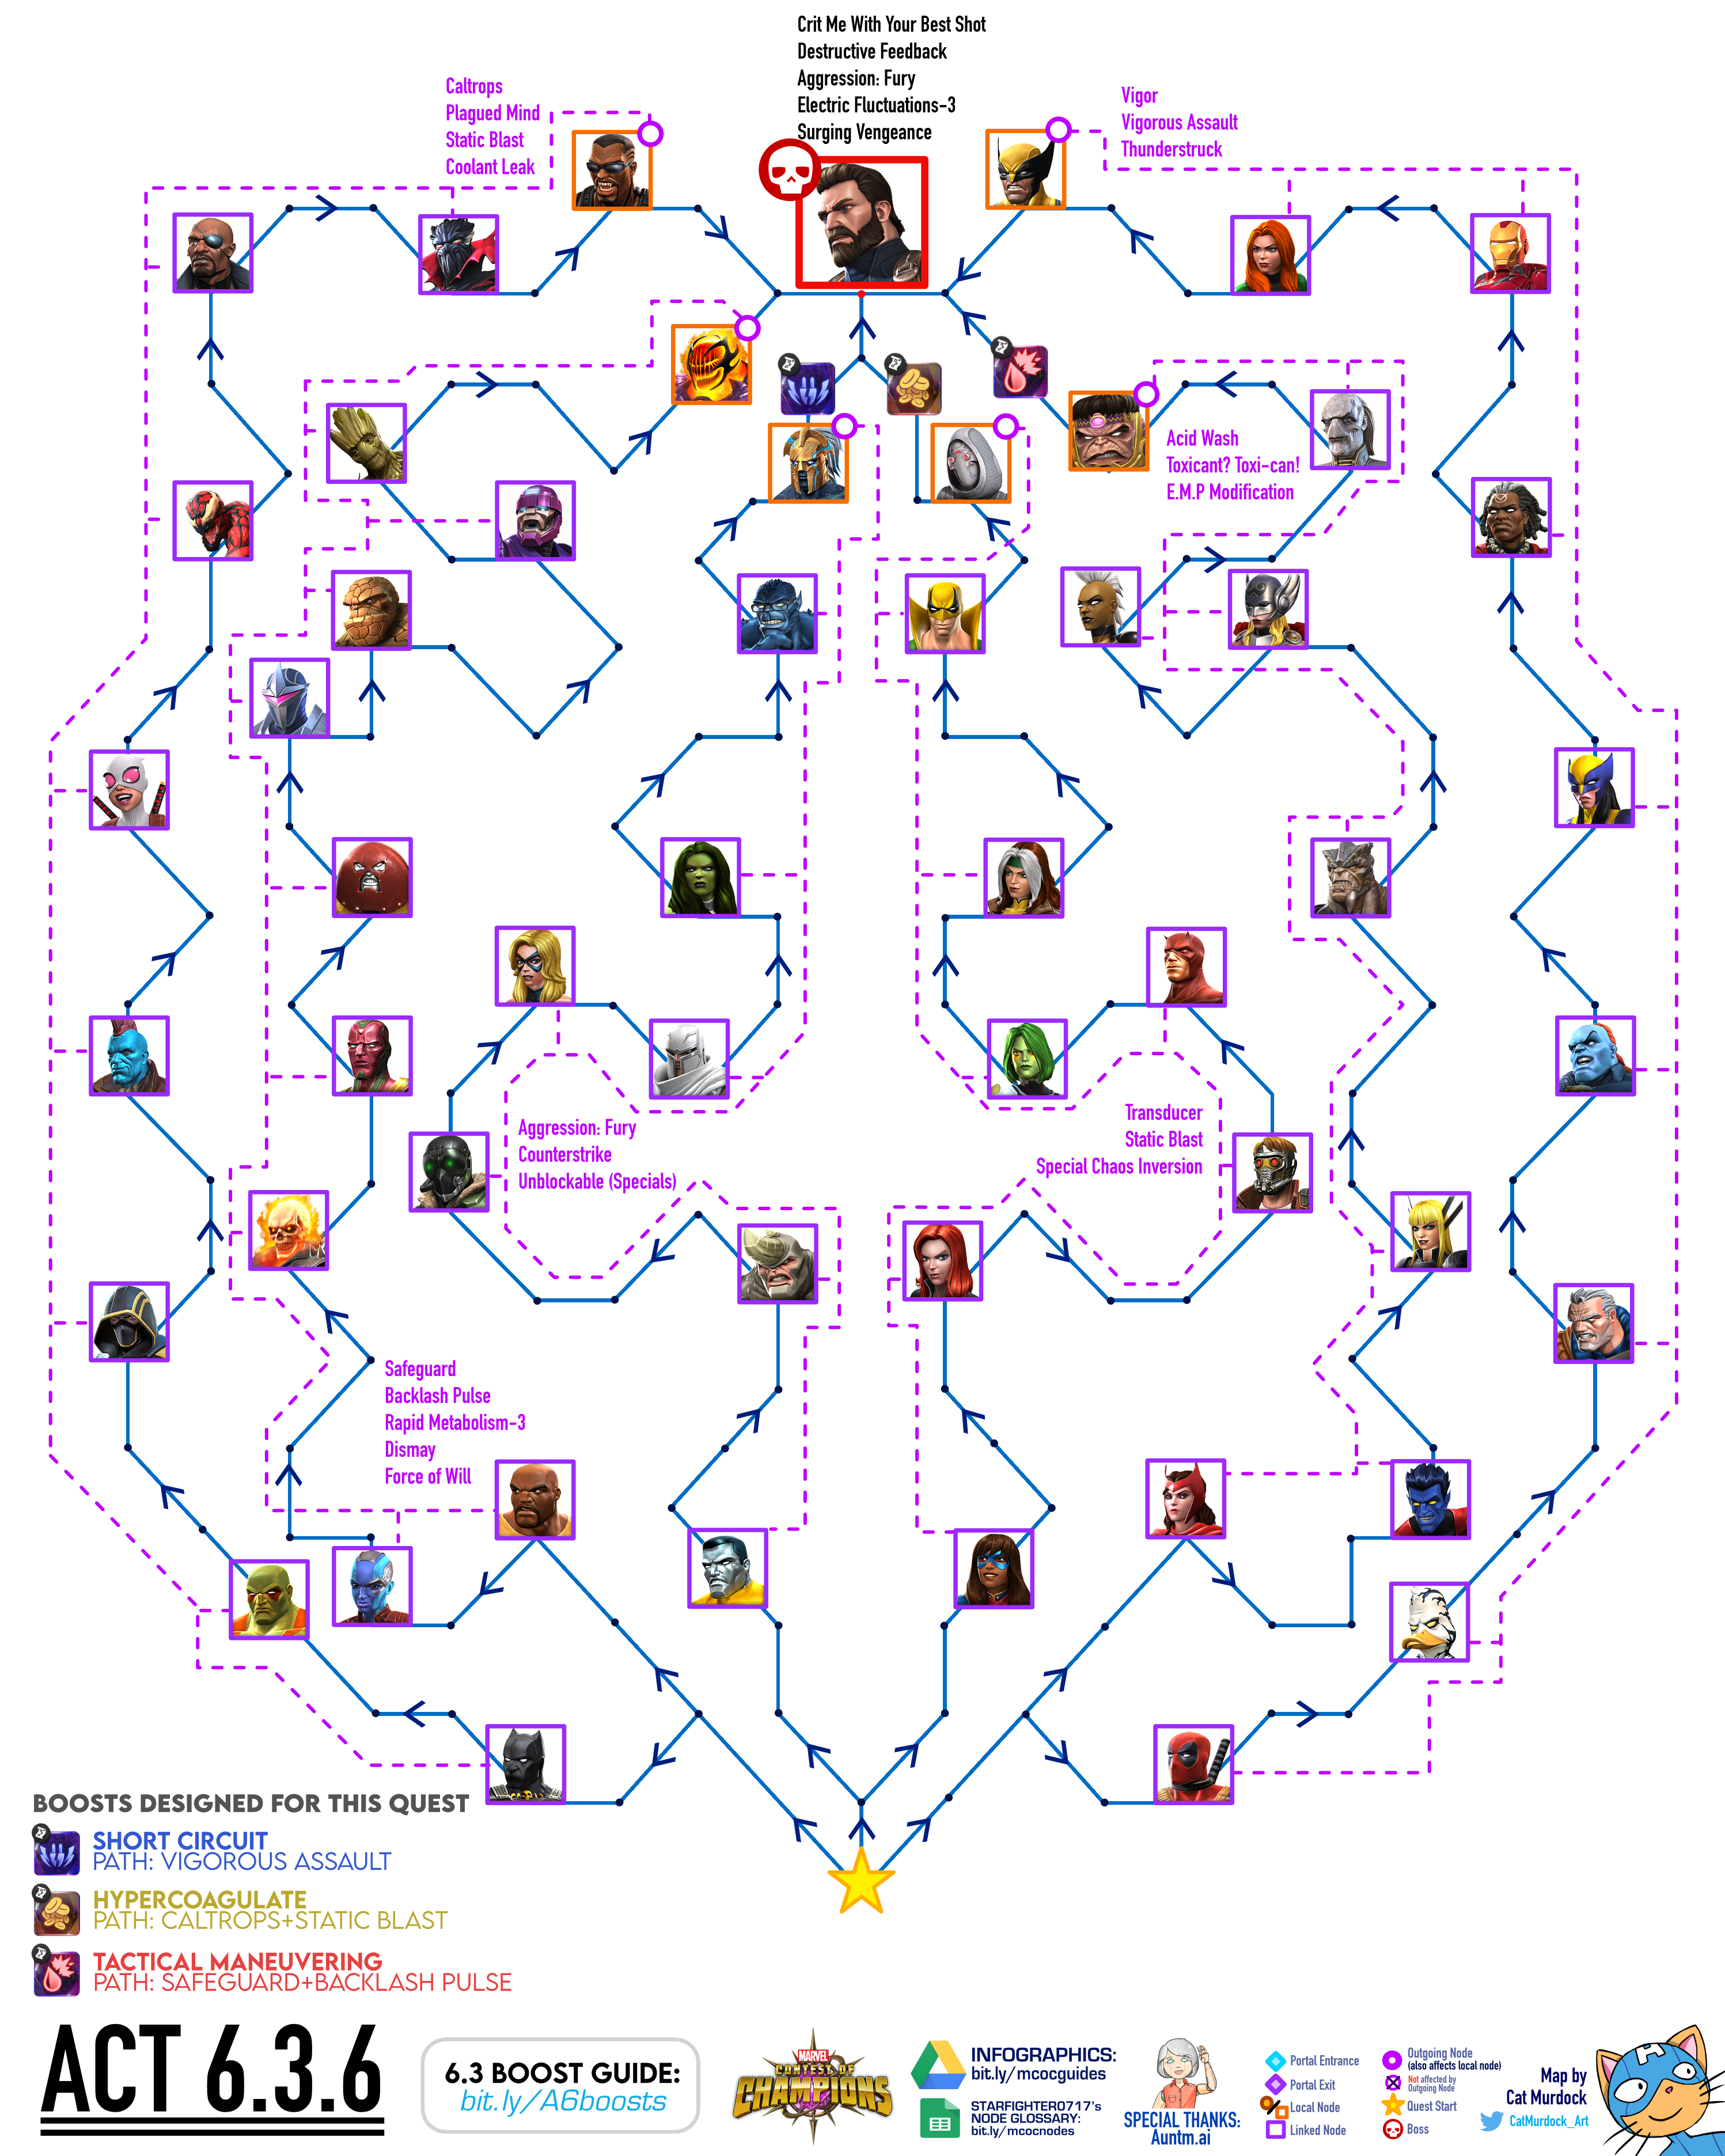 Crit Me With Your Best Shot
Destructive Feedback
Aggression: Fury
Electric Fluctuations-3
Surging Vengeance
Caltrops
Plagued Mind
Static Blast
Coolant Leak
Vigor
Vigorous Assault
Thunderstruck
Acid Wash
Toxicant? Toxi-can!
E.M.P Modification
Aggression: Fury
Counterstrike
Unblockable (Specials)
Transducer
Static Blast
Special Chaos Inversion
Safeguard
Backlash Pulse
Rapid Metabolism-3
Dismay
Force of Will
BOOSTS DESIGNED FOR THIS QUEST
SHORT CIRCUIT
PATH: VIGOROUS ASSAULT
HYPERCOAGULATE
PATH: CALTROPS+STATIC BLAST
TACTICAL MANEUVERING
PATH: SAFEGUARD+BACKLASH PULSE
ACT 6.3.6
6.3 BOOST GUIDE:
bit.ly/A6boosts
MARVEL
CONTEST OF
CHAMPIONS
INFOGRAPHICS:
bit.ly/mcocguides
STARFIGHTER0717's
NODE GLOSSARY:
bit.ly/mcocnodes
SPECIAL THANKS:
Auntm.ai
Portal Entrance
Portal Exit
Local Node
Linked Node
Outgoing Node
(also affects local node)
Not affected by
Outgoing Node
Quest Start
Boss
Map by
Cat Murdock
CatMurdock_Art